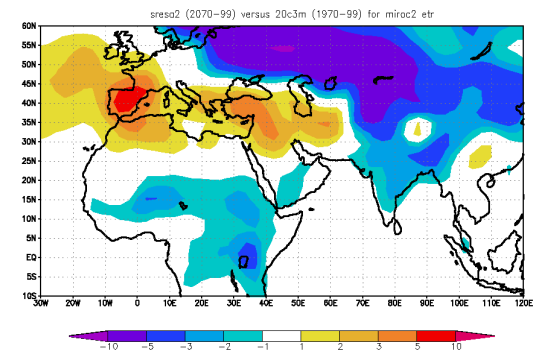 sresa2 (2070-99) versus 20c3m (1970-99) for miroc2 etr
60N
55N
50N
45N
40N
35N
30N
25N
20N
15N
10N
5N
EQ
5S
10S
30W 20W 10W 0 10E 20E 30E 40E 50E 60E 70E 80E 90E 100E 110E 120E
-10 -5 -3 -2 -1 1 2 3 5 10